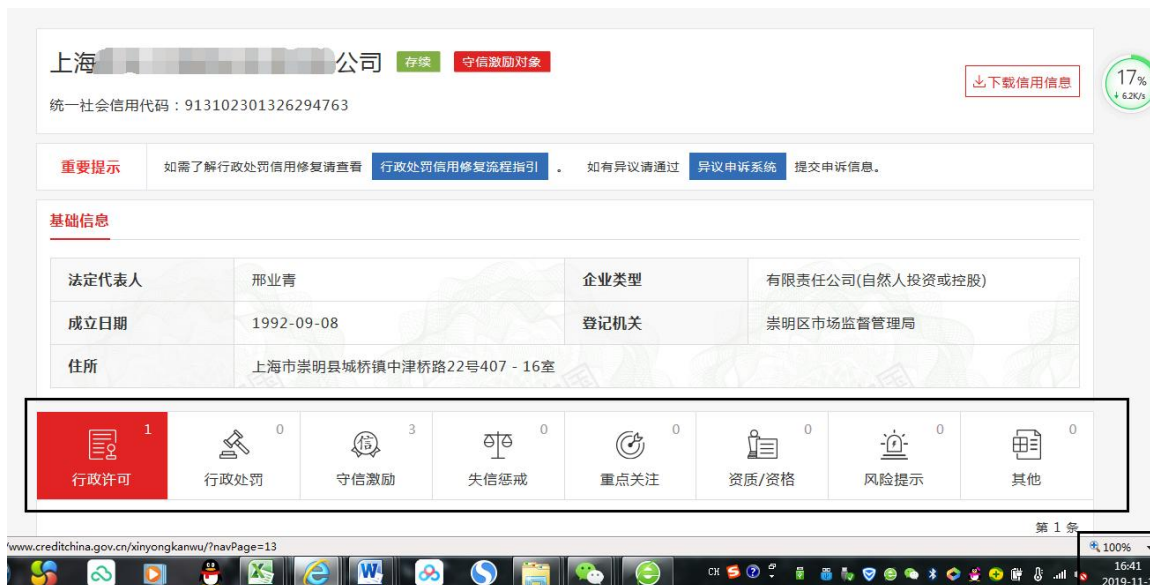 上海 公司 存续 守信激励对象
下载信用信息
17%
6.2K/s
统一社会信用代码：913102301326294763
重要提示 如需了解行政处罚信用修复请查看 行政处罚信用修复流程指引 。 如有异议请通过 异议申诉系统 提交申诉信息。
基础信息
法定代表人 邢业青 企业类型 有限责任公司(自然人投资或控股)
成立日期 1992-09-08 登记机关 崇明区市场监督管理局
住所 上海市崇明县城桥镇中津桥路22号407－16室
1 0 3 0 0 0 0 0
行政许可 行政处罚 守信激励 失信惩戒 重点关注 资质/资格 风险提示 其他
第 1 条
/www.creditchina.gov.cn/xinyongkanwu/?navPage=13
100%
CH
16:41
2019-11-